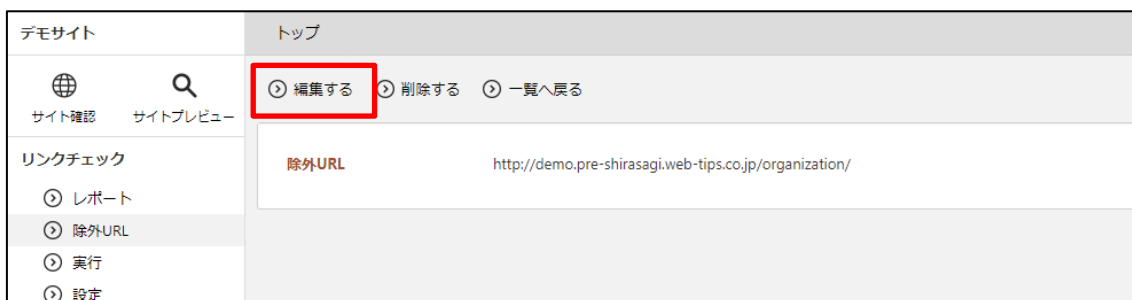 デモサイト
トップ
サイト確認 サイトプレビュー
編集する 削除する 一覧へ戻る
リンクチェック
レポート
除外URL
実行
設定
除外URL http://demo.pre-shirasagi.web-tips.co.jp/organization/